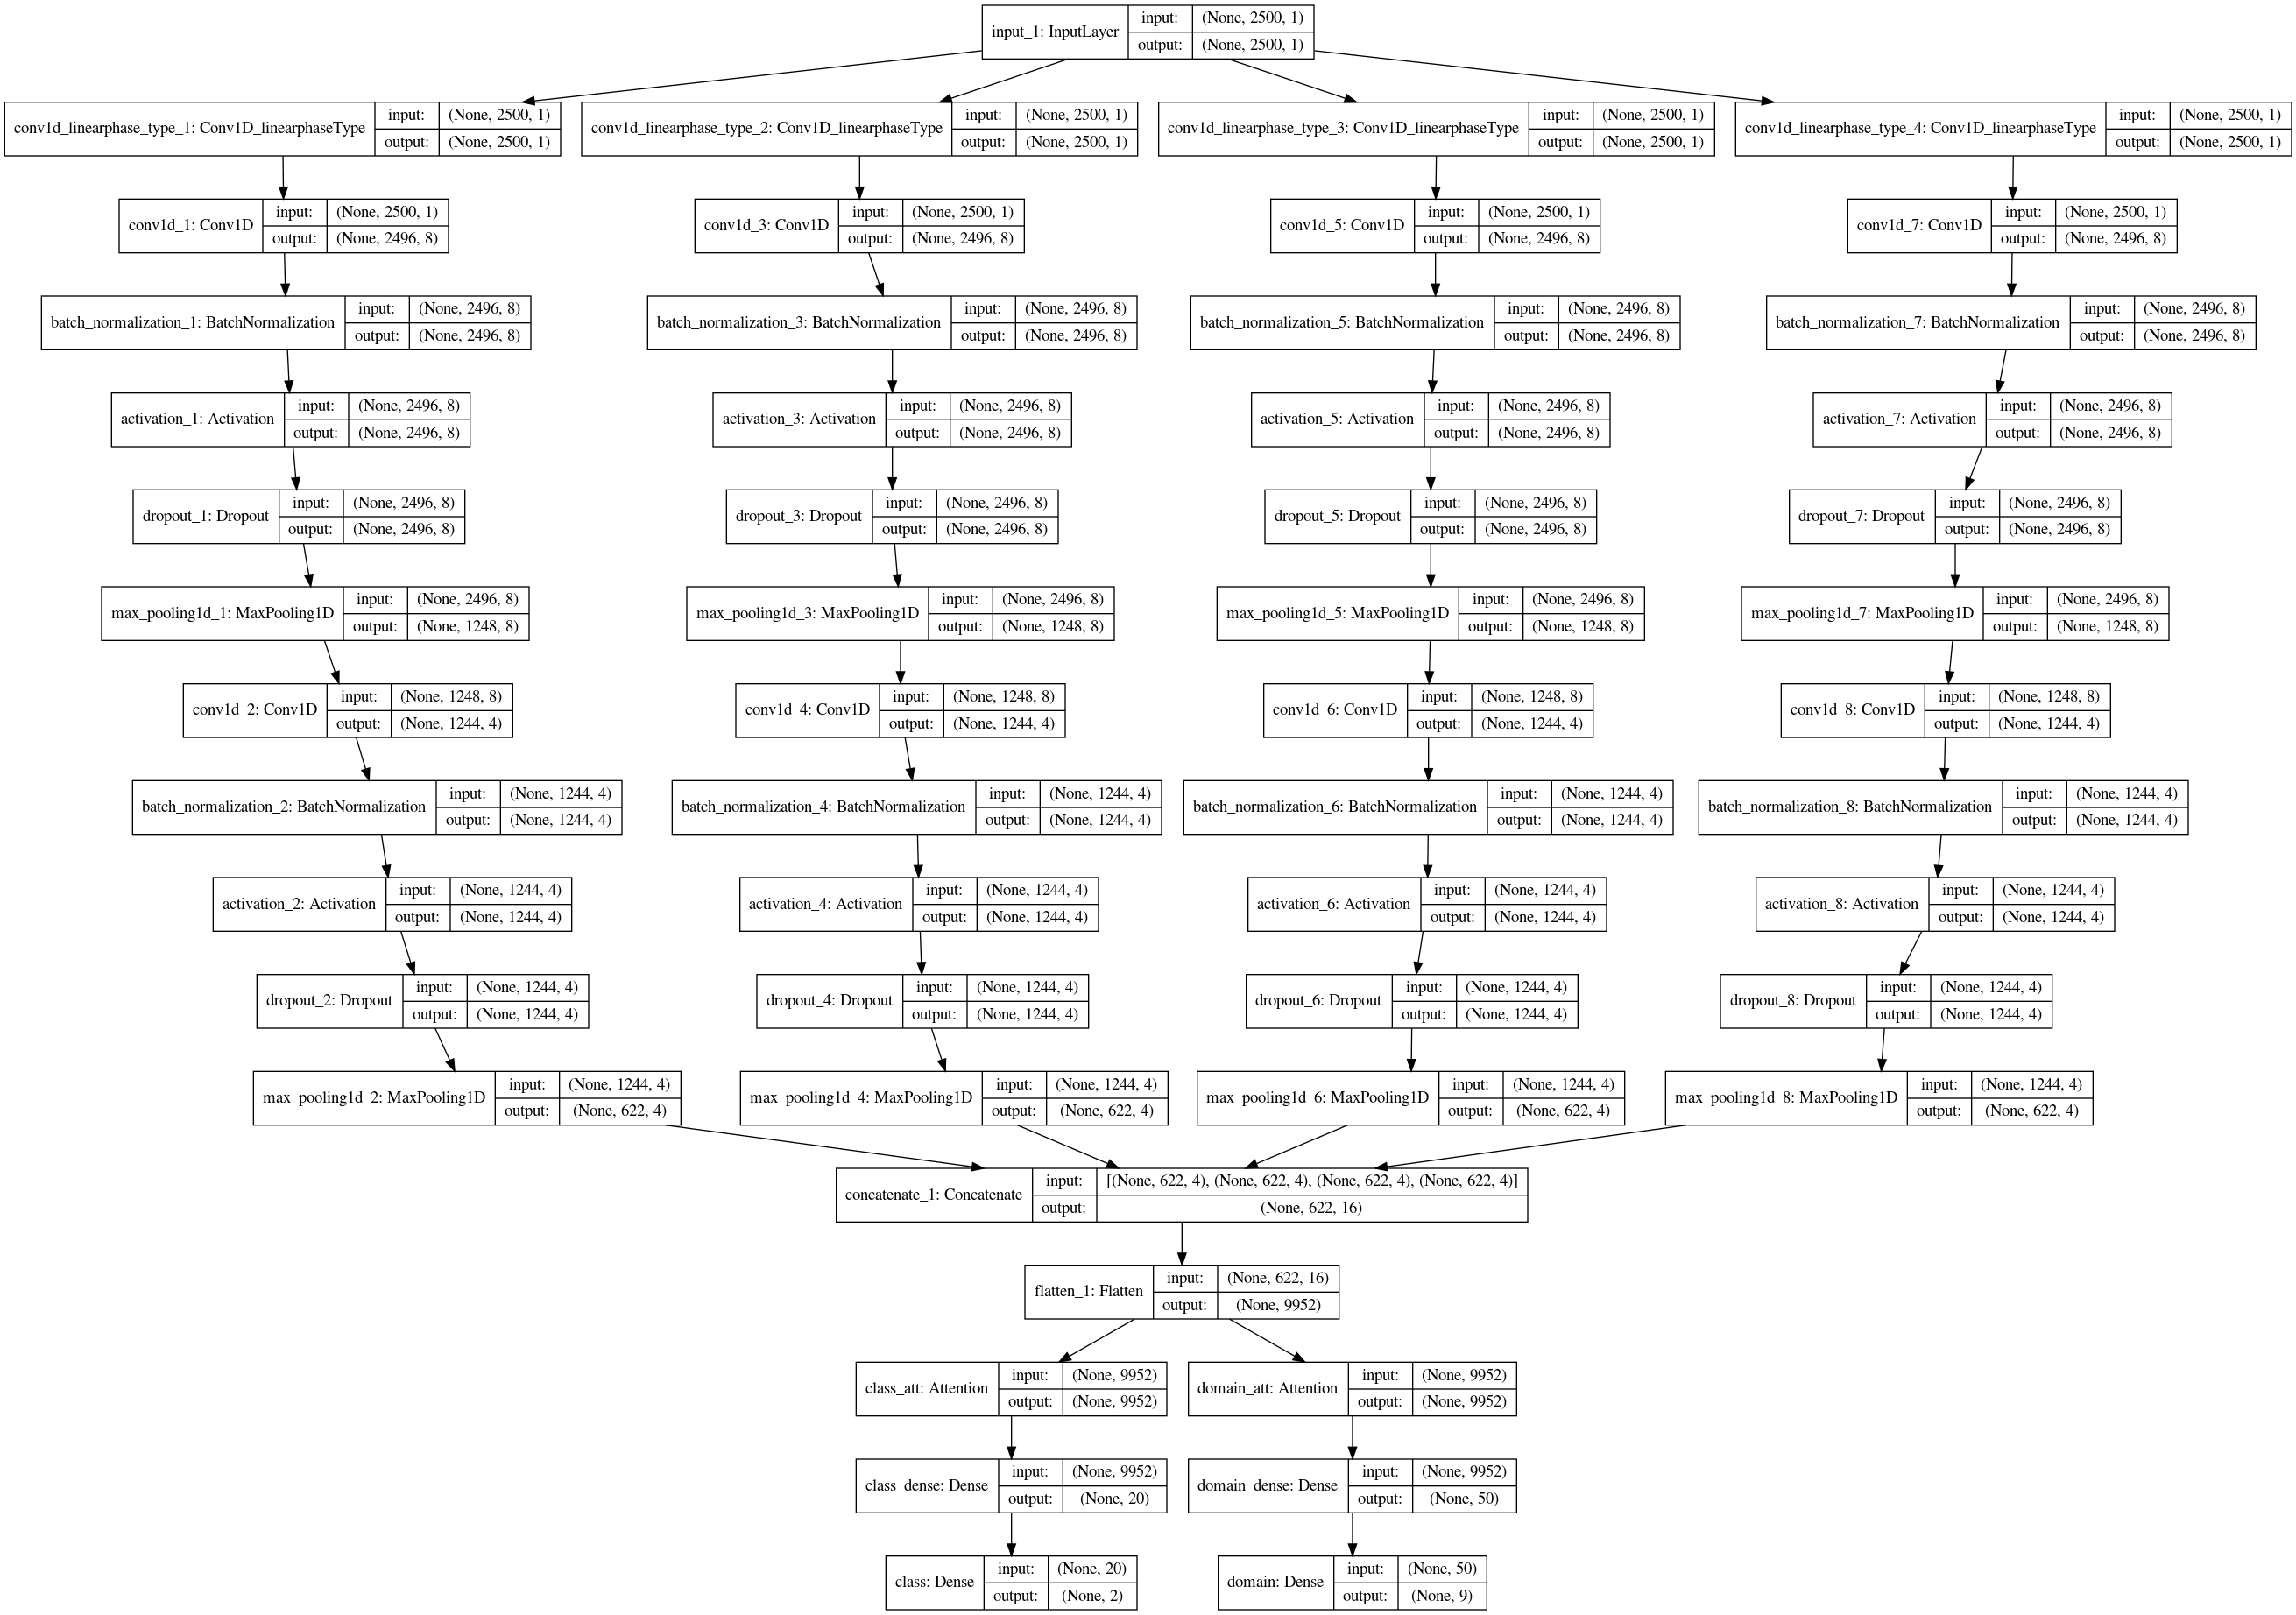 input_1: InputLayer input: (None, 2500, 1)
output: (None, 2500, 1)
conv1d_linearphase_type_1: Conv1D_linearphaseType input: (None, 2500, 1)
output: (None, 2500, 1)
conv1d_linearphase_type_2: Conv1D_linearphaseType input: (None, 2500, 1)
output: (None, 2500, 1)
conv1d_linearphase_type_3: Conv1D_linearphaseType input: (None, 2500, 1)
output: (None, 2500, 1)
conv1d_linearphase_type_4: Conv1D_linearphaseType input: (None, 2500, 1)
output: (None, 2500, 1)
conv1d_1: Conv1D input: (None, 2500, 1)
output: (None, 2496, 8)
conv1d_3: Conv1D input: (None, 2500, 1)
output: (None, 2496, 8)
conv1d_5: Conv1D input: (None, 2500, 1)
output: (None, 2496, 8)
conv1d_7: Conv1D input: (None, 2500, 1)
output: (None, 2496, 8)
batch_normalization_1: BatchNormalization input: (None, 2496, 8)
output: (None, 2496, 8)
batch_normalization_3: BatchNormalization input: (None, 2496, 8)
output: (None, 2496, 8)
batch_normalization_5: BatchNormalization input: (None, 2496, 8)
output: (None, 2496, 8)
batch_normalization_7: BatchNormalization input: (None, 2496, 8)
output: (None, 2496, 8)
activation_1: Activation input: (None, 2496, 8)
output: (None, 2496, 8)
activation_3: Activation input: (None, 2496, 8)
output: (None, 2496, 8)
activation_5: Activation input: (None, 2496, 8)
output: (None, 2496, 8)
activation_7: Activation input: (None, 2496, 8)
output: (None, 2496, 8)
dropout_1: Dropout input: (None, 2496, 8)
output: (None, 2496, 8)
dropout_3: Dropout input: (None, 2496, 8)
output: (None, 2496, 8)
dropout_5: Dropout input: (None, 2496, 8)
output: (None, 2496, 8)
dropout_7: Dropout input: (None, 2496, 8)
output: (None, 2496, 8)
max_pooling1d_1: MaxPooling1D input: (None, 2496, 8)
output: (None, 1248, 8)
max_pooling1d_3: MaxPooling1D input: (None, 2496, 8)
output: (None, 1248, 8)
max_pooling1d_5: MaxPooling1D input: (None, 2496, 8)
output: (None, 1248, 8)
max_pooling1d_7: MaxPooling1D input: (None, 2496, 8)
output: (None, 1248, 8)
conv1d_2: Conv1D input: (None, 1248, 8)
output: (None, 1244, 4)
conv1d_4: Conv1D input: (None, 1248, 8)
output: (None, 1244, 4)
conv1d_6: Conv1D input: (None, 1248, 8)
output: (None, 1244, 4)
conv1d_8: Conv1D input: (None, 1248, 8)
output: (None, 1244, 4)
batch_normalization_2: BatchNormalization input: (None, 1244, 4)
output: (None, 1244, 4)
batch_normalization_4: BatchNormalization input: (None, 1244, 4)
output: (None, 1244, 4)
batch_normalization_6: BatchNormalization input: (None, 1244, 4)
output: (None, 1244, 4)
batch_normalization_8: BatchNormalization input: (None, 1244, 4)
output: (None, 1244, 4)
activation_2: Activation input: (None, 1244, 4)
output: (None, 1244, 4)
activation_4: Activation input: (None, 1244, 4)
output: (None, 1244, 4)
activation_6: Activation input: (None, 1244, 4)
output: (None, 1244, 4)
activation_8: Activation input: (None, 1244, 4)
output: (None, 1244, 4)
dropout_2: Dropout input: (None, 1244, 4)
output: (None, 1244, 4)
dropout_4: Dropout input: (None, 1244, 4)
output: (None, 1244, 4)
dropout_6: Dropout input: (None, 1244, 4)
output: (None, 1244, 4)
dropout_8: Dropout input: (None, 1244, 4)
output: (None, 1244, 4)
max_pooling1d_2: MaxPooling1D input: (None, 1244, 4)
output: (None, 622, 4)
max_pooling1d_4: MaxPooling1D input: (None, 1244, 4)
output: (None, 622, 4)
max_pooling1d_6: MaxPooling1D input: (None, 1244, 4)
output: (None, 622, 4)
max_pooling1d_8: MaxPooling1D input: (None, 1244, 4)
output: (None, 622, 4)
concatenate_1: Concatenate input: [(None, 622, 4), (None, 622, 4), (None, 622, 4), (None, 622, 4)]
output: (None, 622, 16)
flatten_1: Flatten input: (None, 622, 16)
output: (None, 9952)
class_att: Attention input: (None, 9952)
output: (None, 9952)
domain_att: Attention input: (None, 9952)
output: (None, 9952)
class_dense: Dense input: (None, 9952)
output: (None, 20)
domain_dense: Dense input: (None, 9952)
output: (None, 50)
class: Dense input: (None, 20)
output: (None, 2)
domain: Dense input: (None, 50)
output: (None, 9)